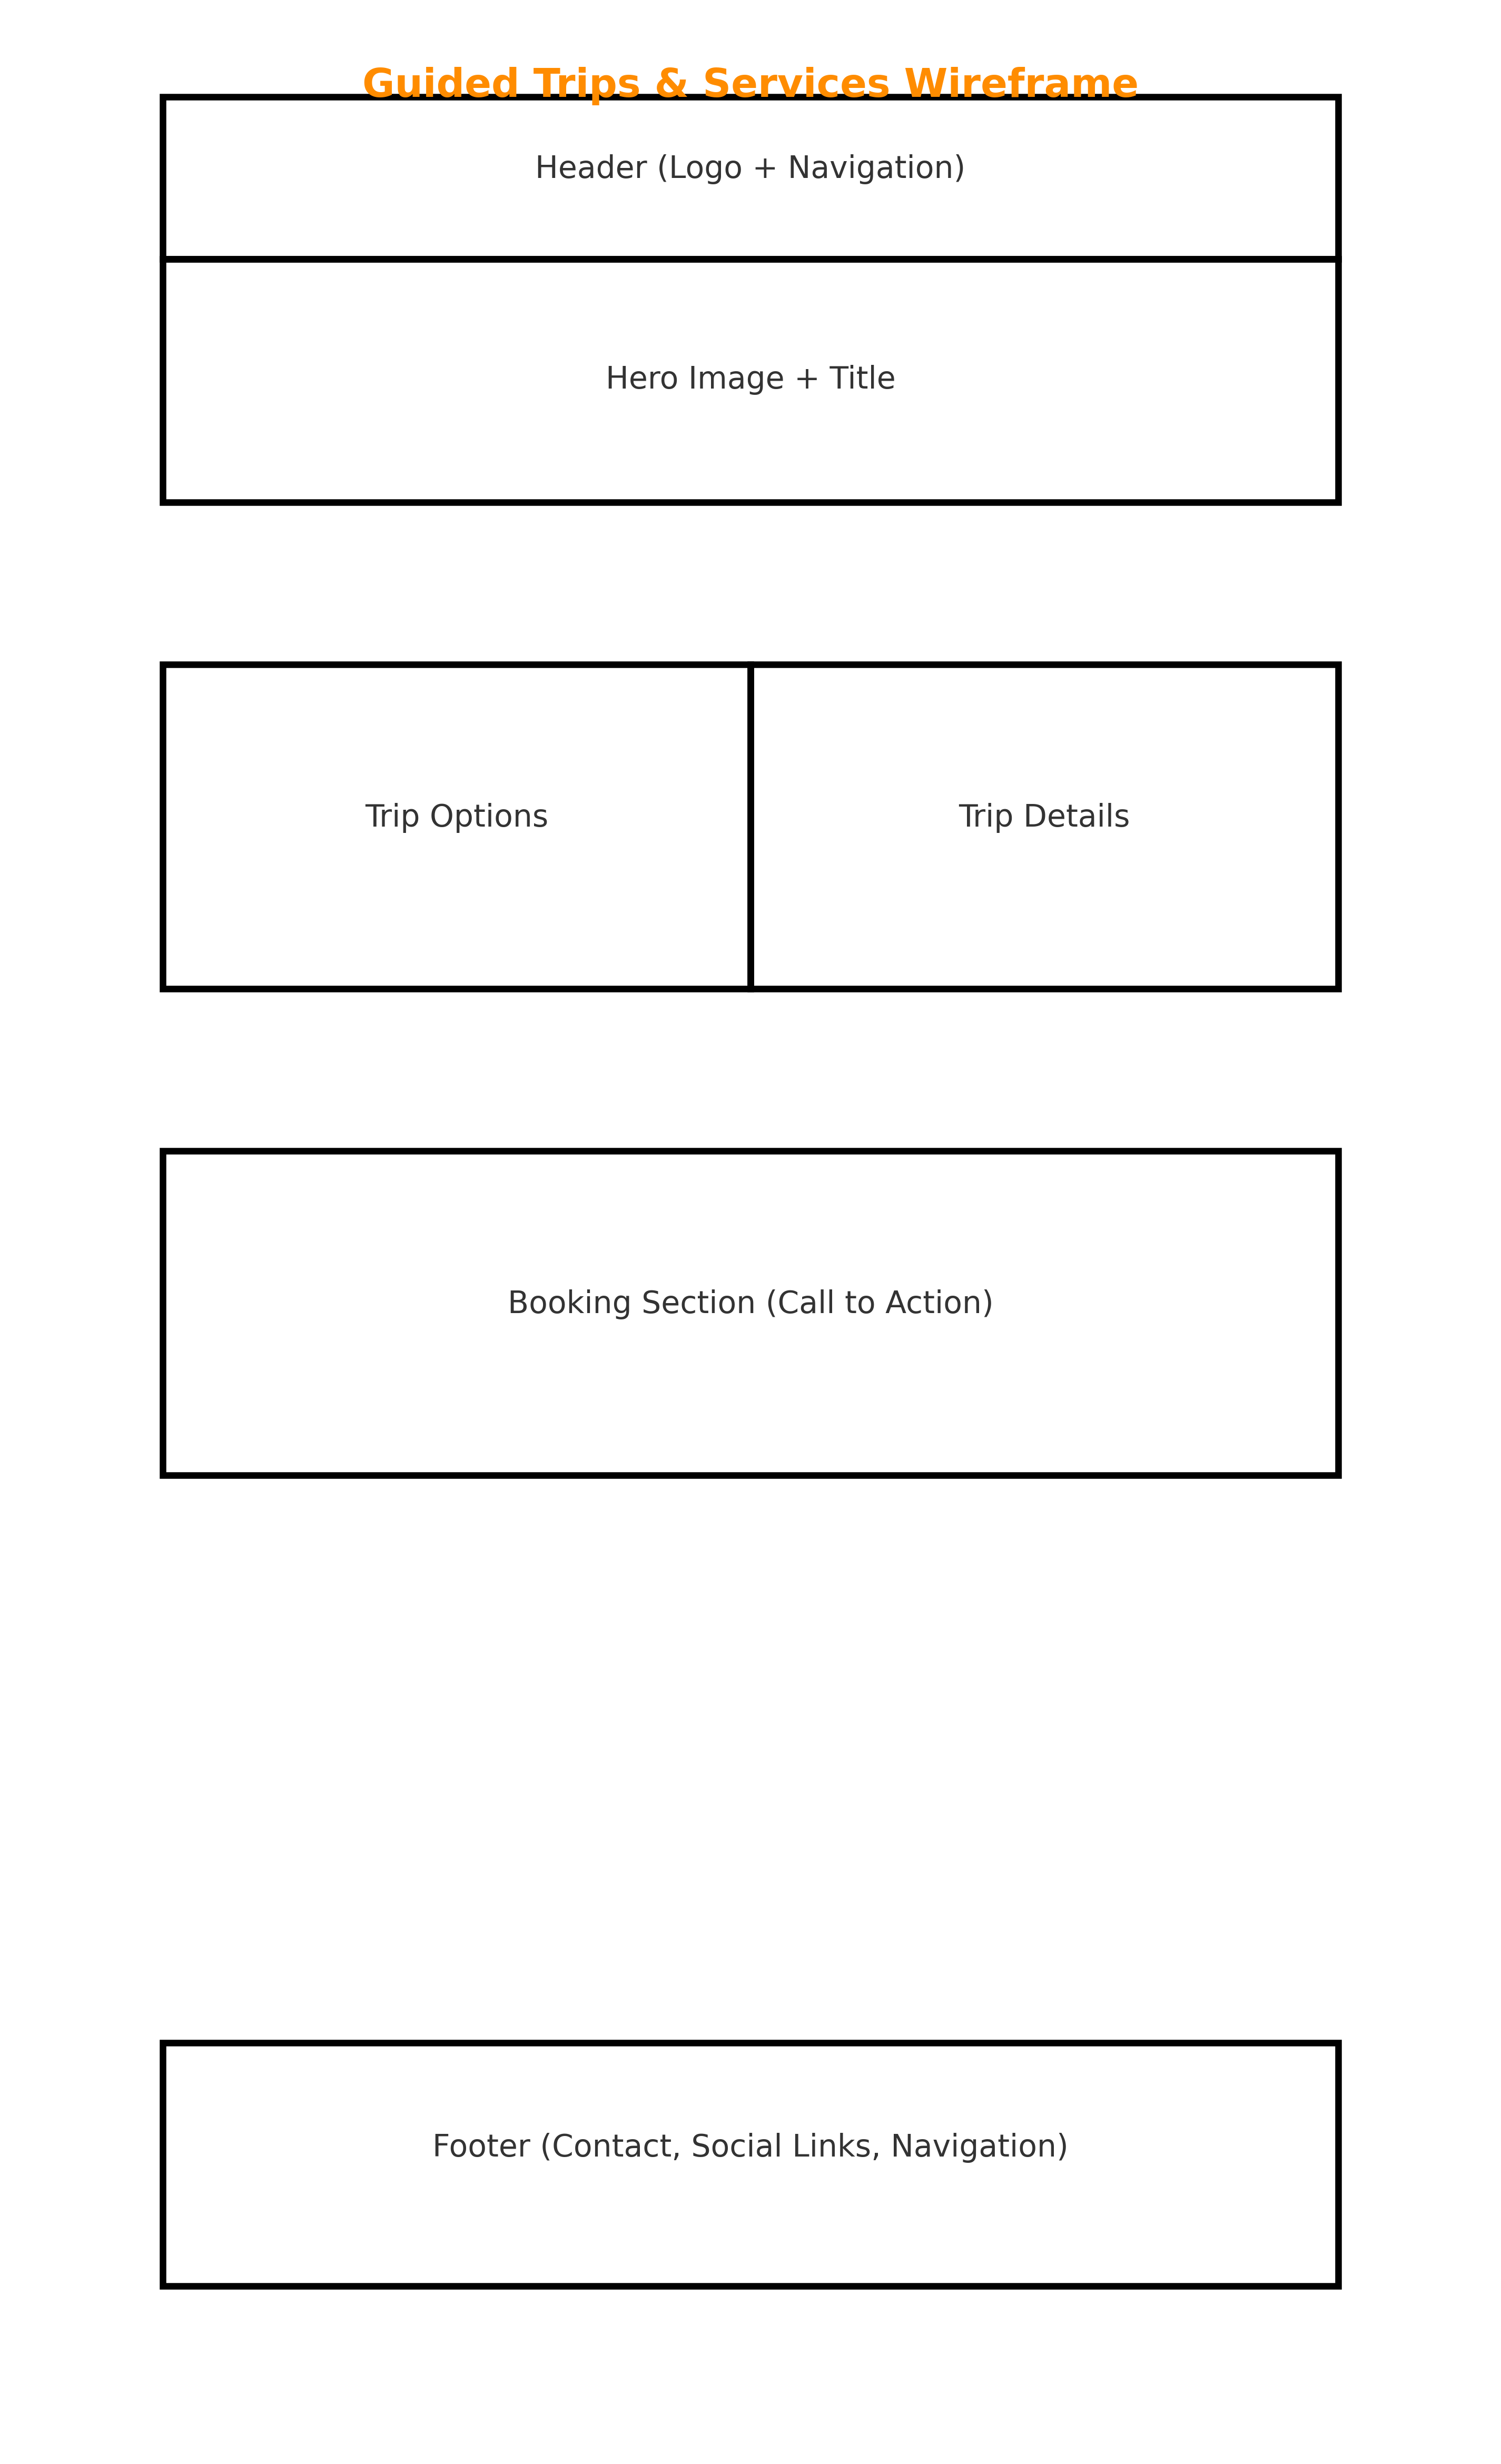 Guided Trips & Services Wireframe
Header (Logo + Navigation)
Hero Image + Title
Trip Options
Trip Details
Booking Section (Call to Action)
Footer (Contact, Social Links, Navigation)